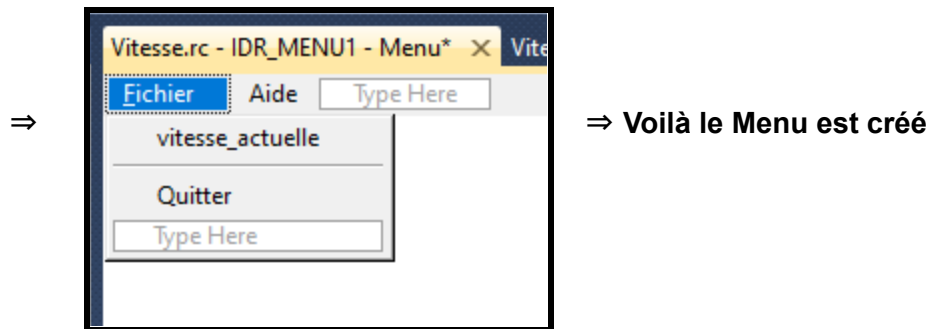 Vitesse.rc - IDR_MENU1 - Menu* × Vite
Fichier Aide Type Here
⇒ vitesse_actuelle ⇒ Voilà le Menu est créé
Quitter
Type Here